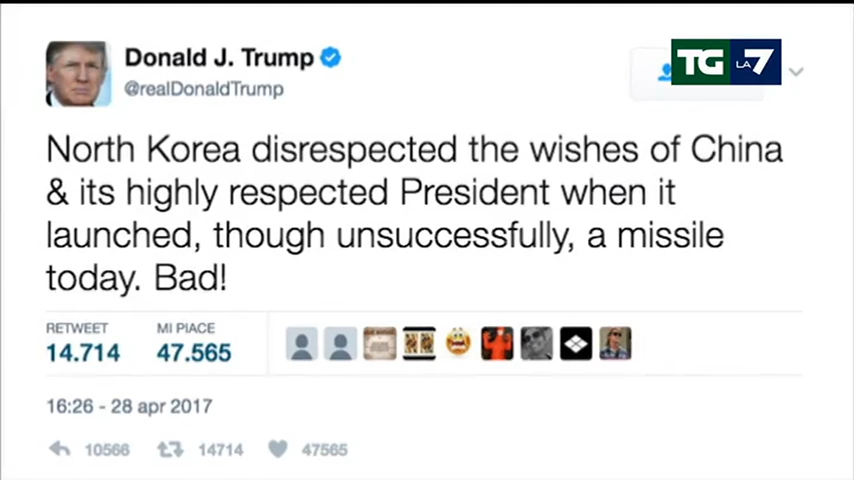 Donald J. Trump
@realDonaldTrump
TG LA 7
North Korea disrespected the wishes of China
& its highly respected President when it
launched, though unsuccessfully, a missile
today. Bad!
RETWEET MI PIACE
14.714 47.565
16:26 - 28 apr 2017
10566 14714 47565